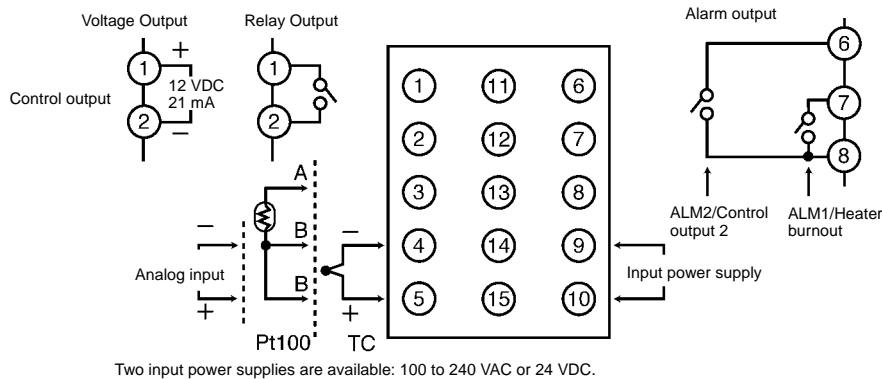 Voltage Output
Relay Output
Alarm output
Control output
1
+
12 VDC
21 mA
2
−
1
2
1
11
6
2
12
7
3
13
8
4
14
9
5
15
10
6
7
8
ALM2/Control
output 2
ALM1/Heater
burnout
A
B
B
−
+
Analog input
−
+
Pt100
TC
Input power supply
Two input power supplies are available: 100 to 240 VAC or 24 VDC.